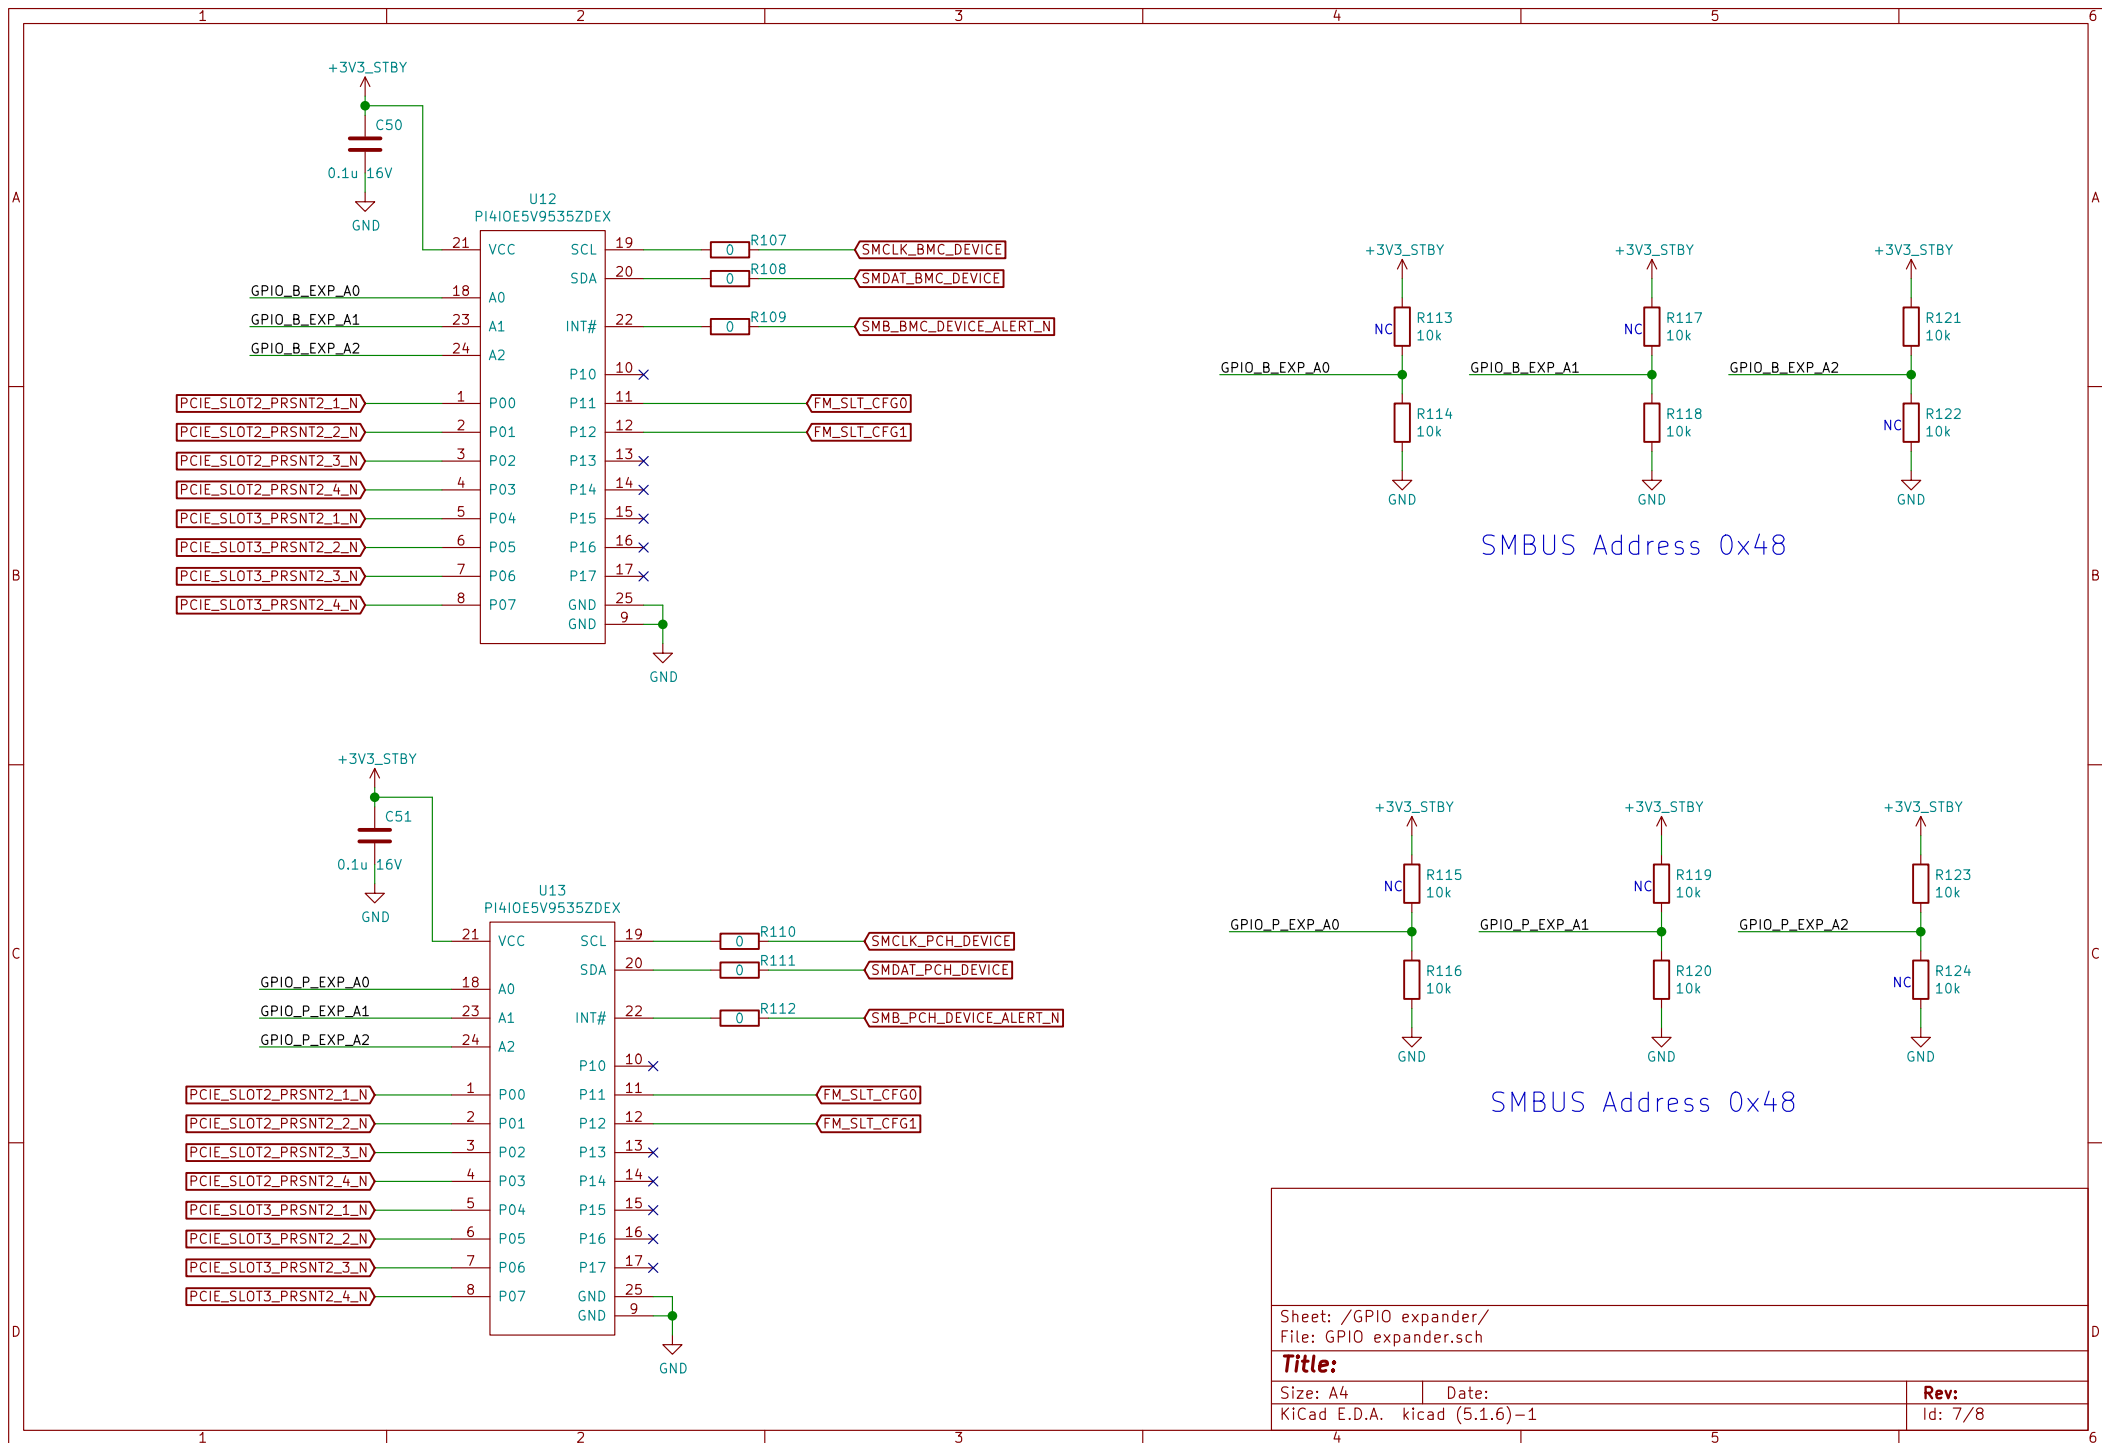 1 2 3 4 5 6
+3V3_STBY
C50
0.1u 16V
GND
A A
U12
PI4IOE5V9535ZDEX
21 VCC SCL 19 0 R107 SMCLK_BMC_DEVICE
SDA 20 0 R108 SMDAT_BMC_DEVICE
GPIO_B_EXP_A0 18 A0
GPIO_B_EXP_A1 23 A1 INT# 22 0 R109 SMB_BMC_DEVICE_ALERT_N
GPIO_B_EXP_A2 24 A2
P10 10
PCIE_SLOT2_PRSNT2_1_N 1 P00 P11 11 FM_SLT_CFG0
PCIE_SLOT2_PRSNT2_2_N 2 P01 P12 12 FM_SLT_CFG1
PCIE_SLOT2_PRSNT2_3_N 3 P02 P13 13
PCIE_SLOT2_PRSNT2_4_N 4 P03 P14 14
PCIE_SLOT3_PRSNT2_1_N 5 P04 P15 15
PCIE_SLOT3_PRSNT2_2_N 6 P05 P16 16
PCIE_SLOT3_PRSNT2_3_N 7 P06 P17 17
PCIE_SLOT3_PRSNT2_4_N 8 P07 GND 25
GND 9
GND
+3V3_STBY +3V3_STBY +3V3_STBY
R113 R117 R121
NC 10k NC 10k 10k
GPIO_B_EXP_A0 GPIO_B_EXP_A1 GPIO_B_EXP_A2
R114 R118 R122
10k 10k NC 10k
GND GND GND
SMBUS Address 0x48
B B
+3V3_STBY
C51
0.1u 16V
GND
U13
PI4IOE5V9535ZDEX
21 VCC SCL 19 0 R110 SMCLK_PCH_DEVICE
SDA 20 0 R111 SMDAT_PCH_DEVICE
GPIO_P_EXP_A0 18 A0
GPIO_P_EXP_A1 23 A1 INT# 22 0 R112 SMB_PCH_DEVICE_ALERT_N
GPIO_P_EXP_A2 24 A2
P10 10
PCIE_SLOT2_PRSNT2_1_N 1 P00 P11 11 FM_SLT_CFG0
PCIE_SLOT2_PRSNT2_2_N 2 P01 P12 12 FM_SLT_CFG1
PCIE_SLOT2_PRSNT2_3_N 3 P02 P13 13
PCIE_SLOT2_PRSNT2_4_N 4 P03 P14 14
PCIE_SLOT3_PRSNT2_1_N 5 P04 P15 15
PCIE_SLOT3_PRSNT2_2_N 6 P05 P16 16
PCIE_SLOT3_PRSNT2_3_N 7 P06 P17 17
PCIE_SLOT3_PRSNT2_4_N 8 P07 GND 25
GND 9
GND
+3V3_STBY +3V3_STBY +3V3_STBY
R115 R119 R123
NC 10k NC 10k 10k
GPIO_P_EXP_A0 GPIO_P_EXP_A1 GPIO_P_EXP_A2
R116 R120 R124
10k 10k NC 10k
GND GND GND
SMBUS Address 0x48
C C
D D
Sheet: /GPIO expander/
File: GPIO expander.sch
Title:
Size: A4 Date: Rev:
KiCad E.D.A. kicad (5.1.6)-1 Id: 7/8
1 2 3 4 5 6